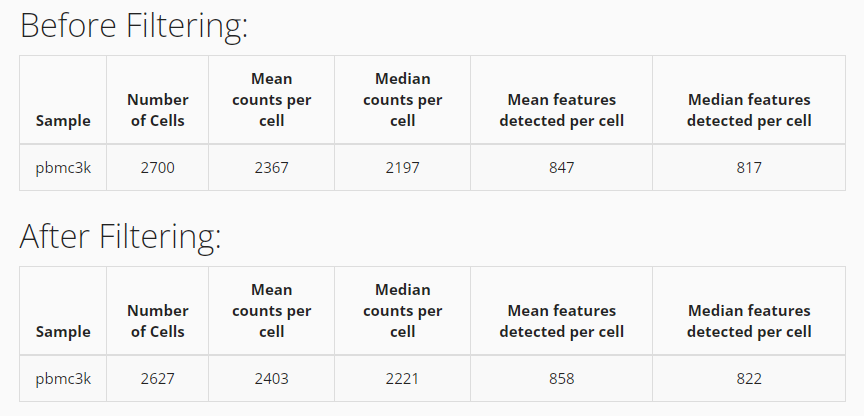 Before Filtering:
Mean Median
Number counts per counts per Mean features Median features
Sample of Cells cell cell detected per cell detected per cell
pbmc3k 2700 2367 2197 847 817
After Filtering:
Mean Median
Number counts per counts per Mean features Median features
Sample of Cells cell cell detected per cell detected per cell
pbmc3k 2627 2403 2221 858 822